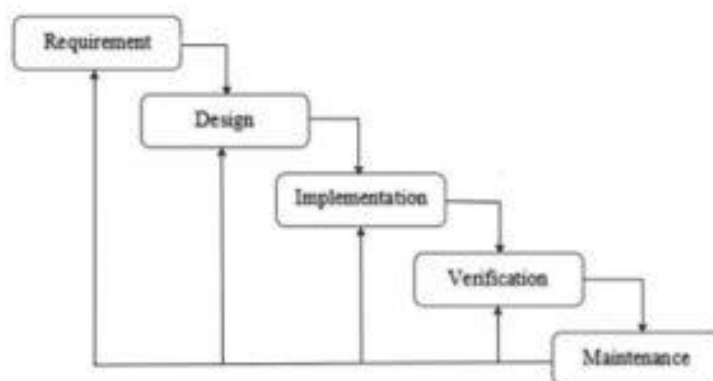 Requirement
Design
Implementation
Verification
Maintenance